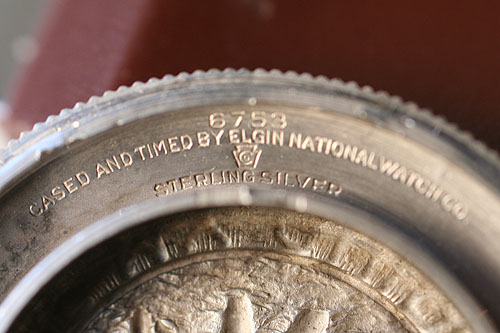 6753
CASED AND TIMED BY ELGIN NATIONAL WATCH CO
STERLING SILVER